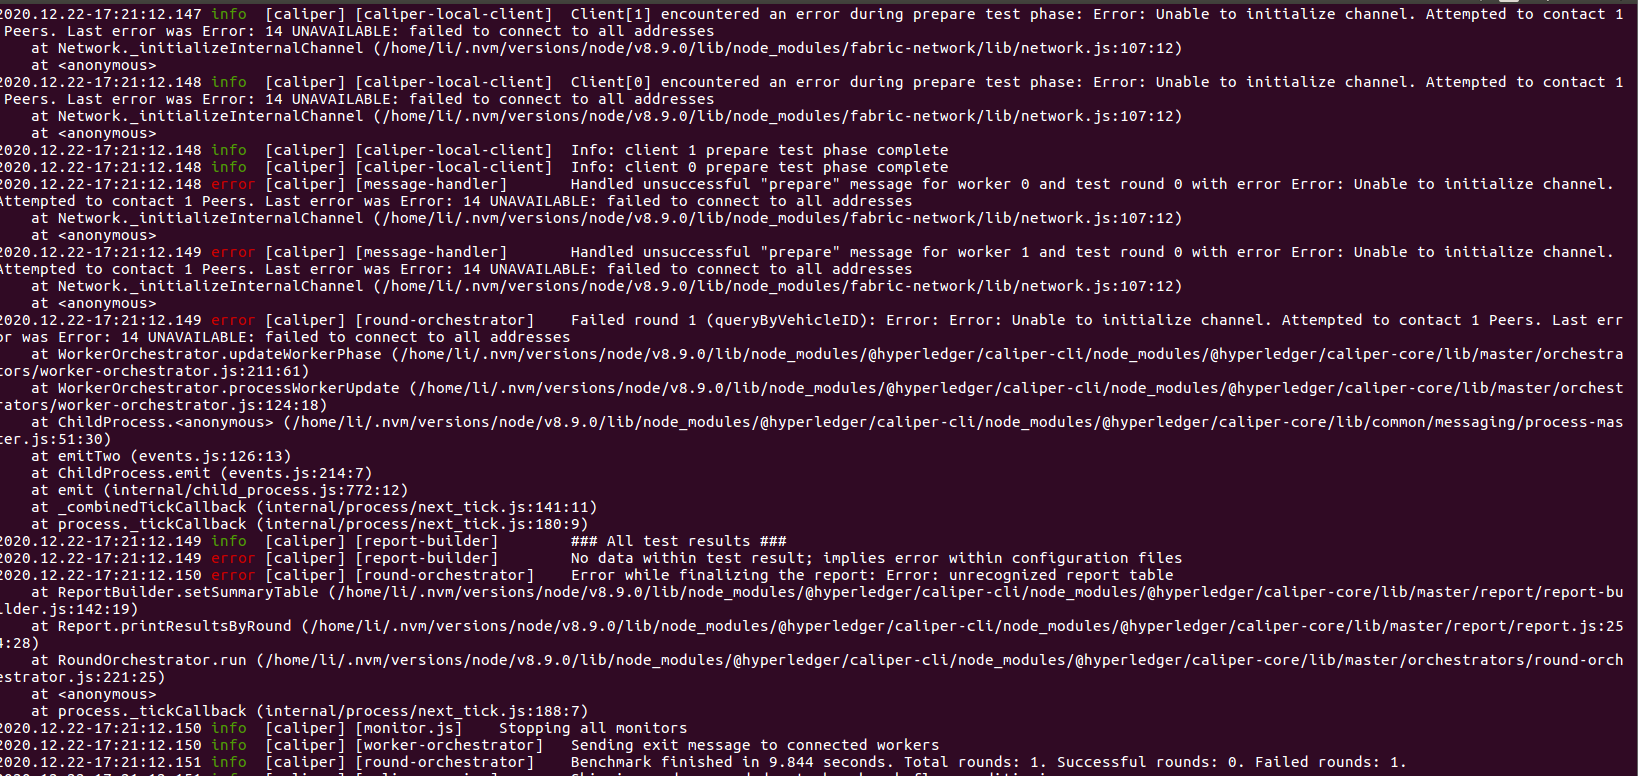 2020.12.22-17:21:12.147 info  [caliper] [caliper-local-client]  Client[1] encountered an error during prepare test phase: Error: Unable to initialize channel. Attempted to contact 1
 Peers. Last error was Error: 14 UNAVAILABLE: failed to connect to all addresses
    at Network._initializeInternalChannel (/home/li/.nvm/versions/node/v8.9.0/lib/node_modules/fabric-network/lib/network.js:107:12)
    at <anonymous>
2020.12.22-17:21:12.148 info  [caliper] [caliper-local-client]  Client[0] encountered an error during prepare test phase: Error: Unable to initialize channel. Attempted to contact 1
 Peers. Last error was Error: 14 UNAVAILABLE: failed to connect to all addresses
    at Network._initializeInternalChannel (/home/li/.nvm/versions/node/v8.9.0/lib/node_modules/fabric-network/lib/network.js:107:12)
    at <anonymous>
2020.12.22-17:21:12.148 info  [caliper] [caliper-local-client]  Info: client 1 prepare test phase complete
2020.12.22-17:21:12.148 info  [caliper] [caliper-local-client]  Info: client 0 prepare test phase complete
2020.12.22-17:21:12.148 error [caliper] [message-handler]       Handled unsuccessful "prepare" message for worker 0 and test round 0 with error Error: Unable to initialize channel.
Attempted to contact 1 Peers. Last error was Error: 14 UNAVAILABLE: failed to connect to all addresses
    at Network._initializeInternalChannel (/home/li/.nvm/versions/node/v8.9.0/lib/node_modules/fabric-network/lib/network.js:107:12)
    at <anonymous>
2020.12.22-17:21:12.149 error [caliper] [message-handler]       Handled unsuccessful "prepare" message for worker 1 and test round 0 with error Error: Unable to initialize channel.
Attempted to contact 1 Peers. Last error was Error: 14 UNAVAILABLE: failed to connect to all addresses
    at Network._initializeInternalChannel (/home/li/.nvm/versions/node/v8.9.0/lib/node_modules/fabric-network/lib/network.js:107:12)
    at <anonymous>
2020.12.22-17:21:12.149 error [caliper] [round-orchestrator]    Failed round 1 (queryByVehicleID): Error: Error: Unable to initialize channel. Attempted to contact 1 Peers. Last err
or was Error: 14 UNAVAILABLE: failed to connect to all addresses
    at WorkerOrchestrator.updateWorkerPhase (/home/li/.nvm/versions/node/v8.9.0/lib/node_modules/@hyperledger/caliper-cli/node_modules/@hyperledger/caliper-core/lib/master/orchestra
tors/worker-orchestrator.js:211:61)
    at WorkerOrchestrator.processWorkerUpdate (/home/li/.nvm/versions/node/v8.9.0/lib/node_modules/@hyperledger/caliper-cli/node_modules/@hyperledger/caliper-core/lib/master/orchest
rators/worker-orchestrator.js:124:18)
    at ChildProcess.<anonymous> (/home/li/.nvm/versions/node/v8.9.0/lib/node_modules/@hyperledger/caliper-cli/node_modules/@hyperledger/caliper-core/lib/common/messaging/process-mas
ter.js:51:30)
    at emitTwo (events.js:126:13)
    at ChildProcess.emit (events.js:214:7)
    at emit (internal/child_process.js:772:12)
    at _combinedTickCallback (internal/process/next_tick.js:141:11)
    at process._tickCallback (internal/process/next_tick.js:180:9)
2020.12.22-17:21:12.149 info  [caliper] [report-builder]        ### All test results ###
2020.12.22-17:21:12.149 error [caliper] [report-builder]        No data within test result; implies error within configuration files
2020.12.22-17:21:12.150 error [caliper] [round-orchestrator]    Error while finalizing the report: Error: unrecognized report table
    at ReportBuilder.setSummaryTable (/home/li/.nvm/versions/node/v8.9.0/lib/node_modules/@hyperledger/caliper-cli/node_modules/@hyperledger/caliper-core/lib/master/report/report-bu
ilder.js:142:19)
    at Report.printResultsByRound (/home/li/.nvm/versions/node/v8.9.0/lib/node_modules/@hyperledger/caliper-cli/node_modules/@hyperledger/caliper-core/lib/master/report/report.js:25
4:28)
    at RoundOrchestrator.run (/home/li/.nvm/versions/node/v8.9.0/lib/node_modules/@hyperledger/caliper-cli/node_modules/@hyperledger/caliper-core/lib/master/orchestrators/round-orch
estrator.js:221:25)
    at <anonymous>
    at process._tickCallback (internal/process/next_tick.js:188:7)
2020.12.22-17:21:12.150 info  [caliper] [monitor.js]    Stopping all monitors
2020.12.22-17:21:12.150 info  [caliper] [worker-orchestrator]   Sending exit message to connected workers
2020.12.22-17:21:12.151 info  [caliper] [round-orchestrator]    Benchmark finished in 9.844 seconds. Total rounds: 1. Successful rounds: 0. Failed rounds: 1.